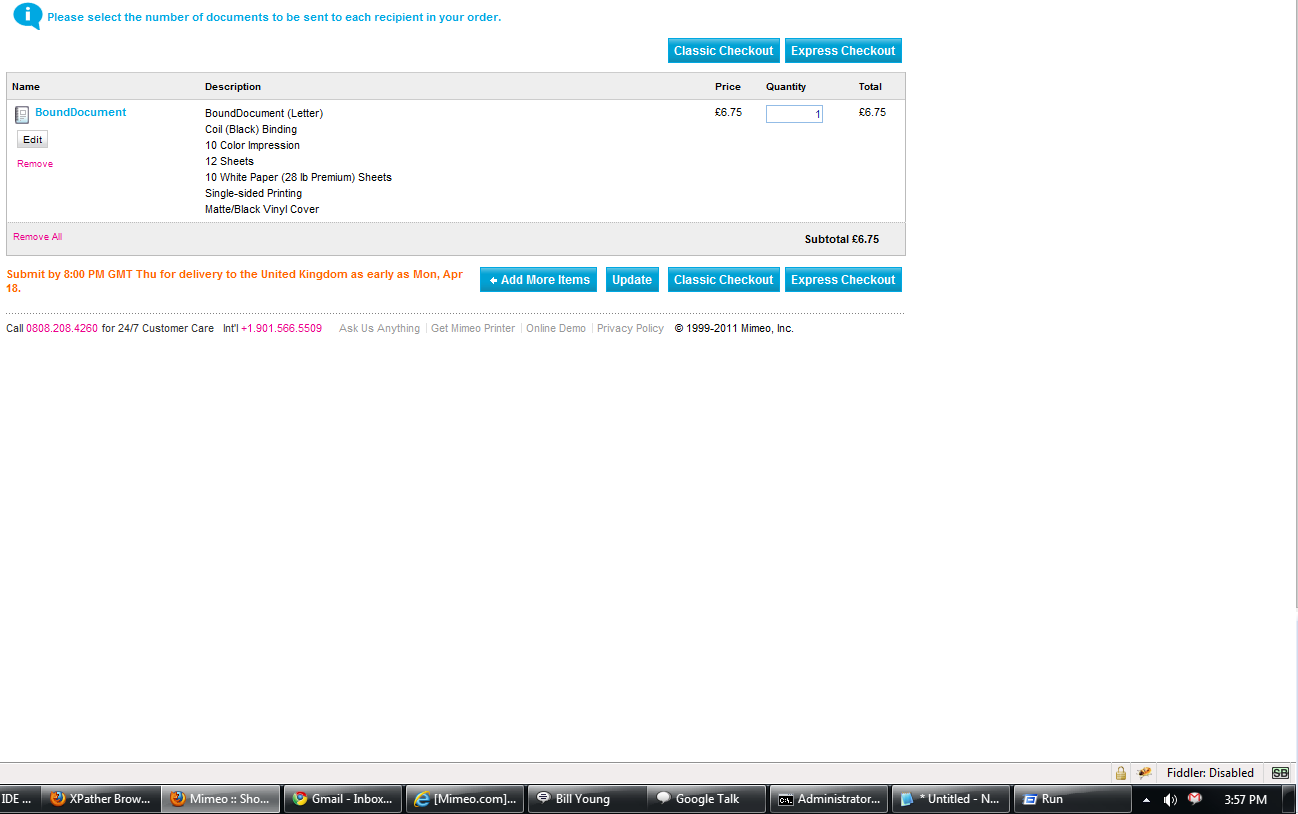 Please select the number of documents to be sent to each recipient in your order.
Classic Checkout Express Checkout
Name Description Price Quantity Total
BoundDocument BoundDocument (Letter) £6.75 1 £6.75
Coil (Black) Binding
Edit 10 Color Impression
12 Sheets
Remove
10 White Paper (28 lb Premium) Sheets
Single-sided Printing
Matte/Black Vinyl Cover
Remove All Subtotal £6.75
Submit by 8:00 PM GMT Thu for delivery to the United Kingdom as early as Mon, Apr
18.
Add More Items Update Classic Checkout Express Checkout
Call 0808.208.4260 for 24/7 Customer Care Int'l +1.901.566.5509 Ask Us Anything Get Mimeo Printer Online Demo Privacy Policy © 1999-2011 Mimeo, Inc.
Fiddler: Disabled SB
IDE ... XPather Brow... Mimeo :: Sho... Gmail - Inbox... [Mimeo.com]... Bill Young Google Talk Administrator... * Untitled - N... Run 3:57 PM